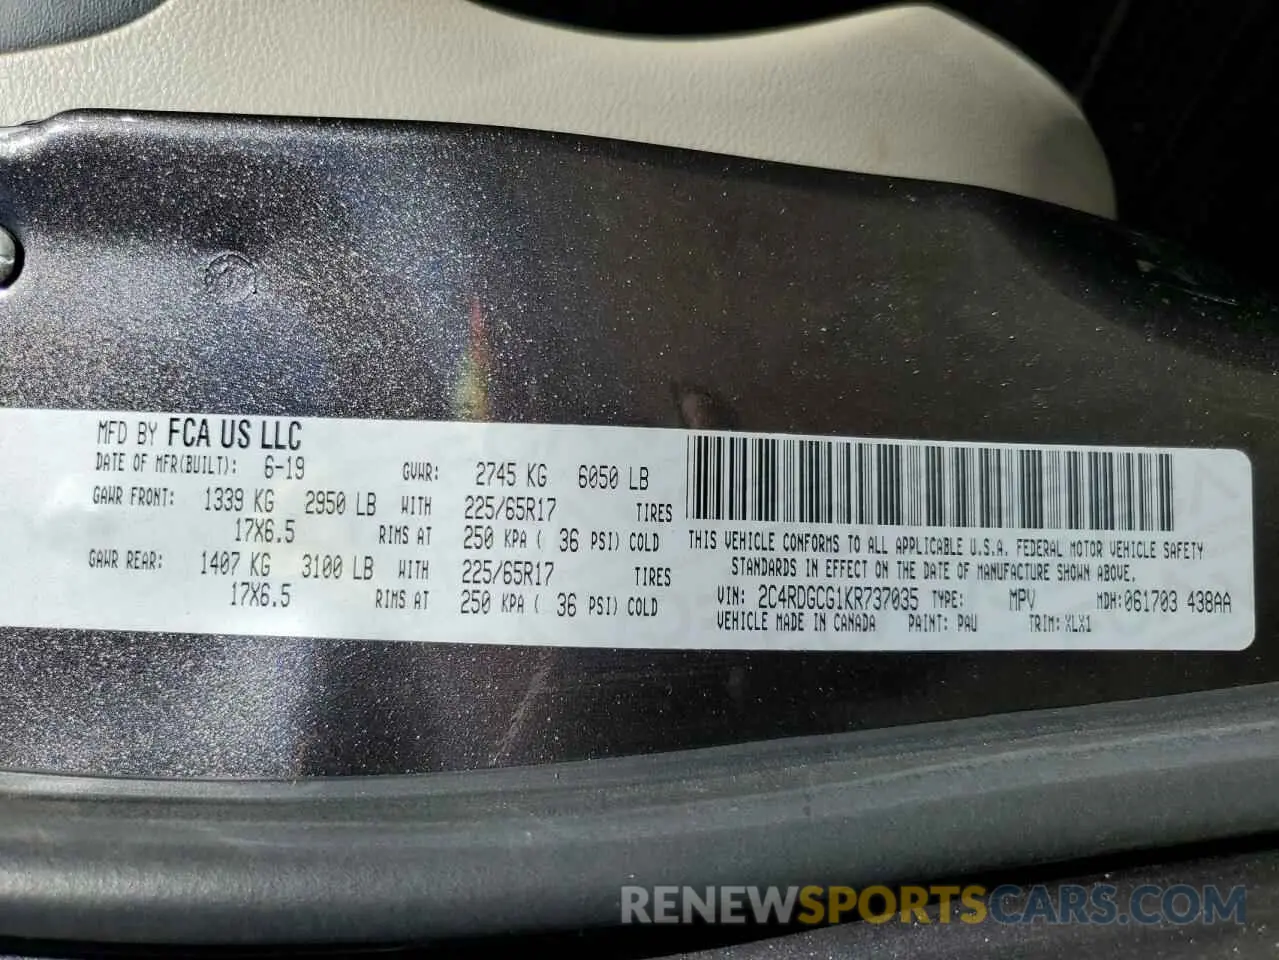 MFD BY FCA US LLC
DATE OF MFR(BUILT): 6-19 GVWR: 2745 KG 6050 LB
GAWR FRONT: 1339 KG 2950 LB WITH 225/65R17 TIRES
17X6.5 RIMS AT 250 KPA ( 36 PSI) COLD
GAWR REAR: 1407 KG 3100 LB WITH 225/65R17 TIRES
17X6.5 RIMS AT 250 KPA ( 36 PSI) COLD
THIS VEHICLE CONFORMS TO ALL APPLICABLE U.S.A. FEDERAL MOTOR VEHICLE SAFETY
STANDARDS IN EFFECT ON THE DATE OF MANUFACTURE SHOWN ABOVE.
VIN: 2C4RDGCG1KR737035 TYPE: MPV MDH:061703 438AA
VEHICLE MADE IN CANADA PAINT: PAU TRIM: XLX1
RENEWSPORTSCARS.COM